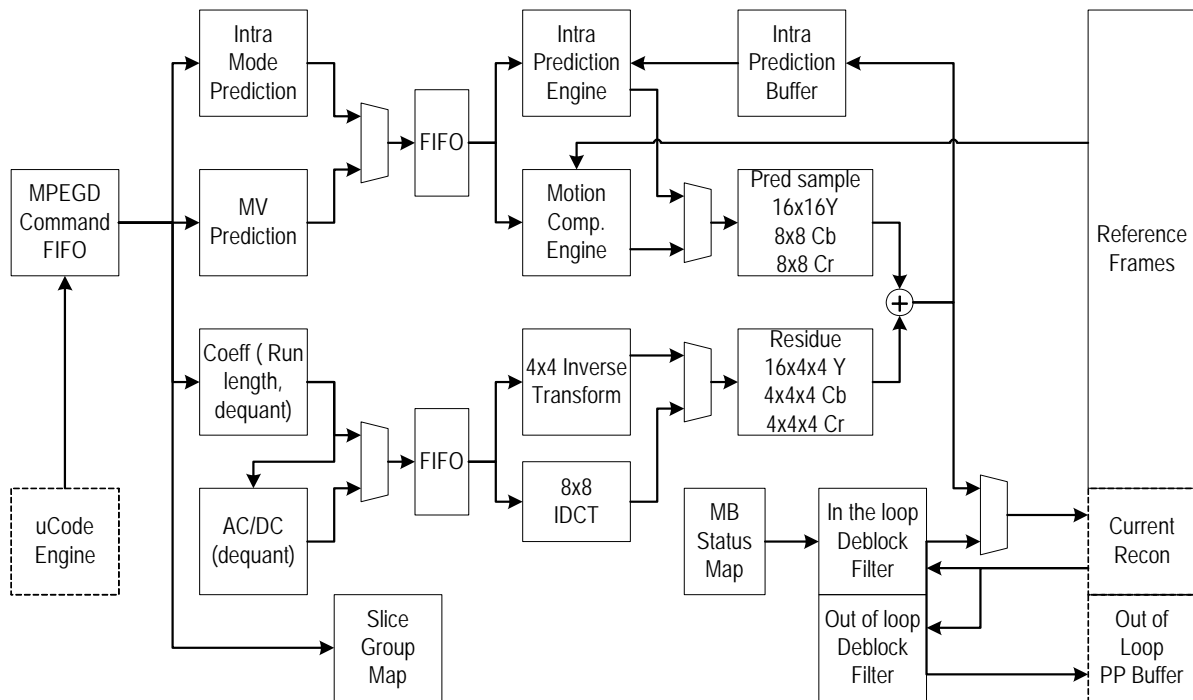 Intra
Mode
Prediction
FIFO
Intra
Prediction
Engine
Intra
Prediction
Buffer
MPEGD
Command
FIFO
MV
Prediction
Motion
Comp.
Engine
Pred sample
16x16Y
8x8 Cb
8x8 Cr
Reference
Frames
+
Coeff ( Run
length,
dequant)
FIFO
4x4 Inverse
Transform
Residue
16x4x4 Y
4x4x4 Cb
4x4x4 Cr
uCode
Engine
AC/DC
(dequant)
8x8
IDCT
MB
Status
Map
In the loop
Deblock
Filter
Current
Recon
Slice
Group
Map
Out of loop
Deblock
Filter
Out of
Loop
PP Buffer